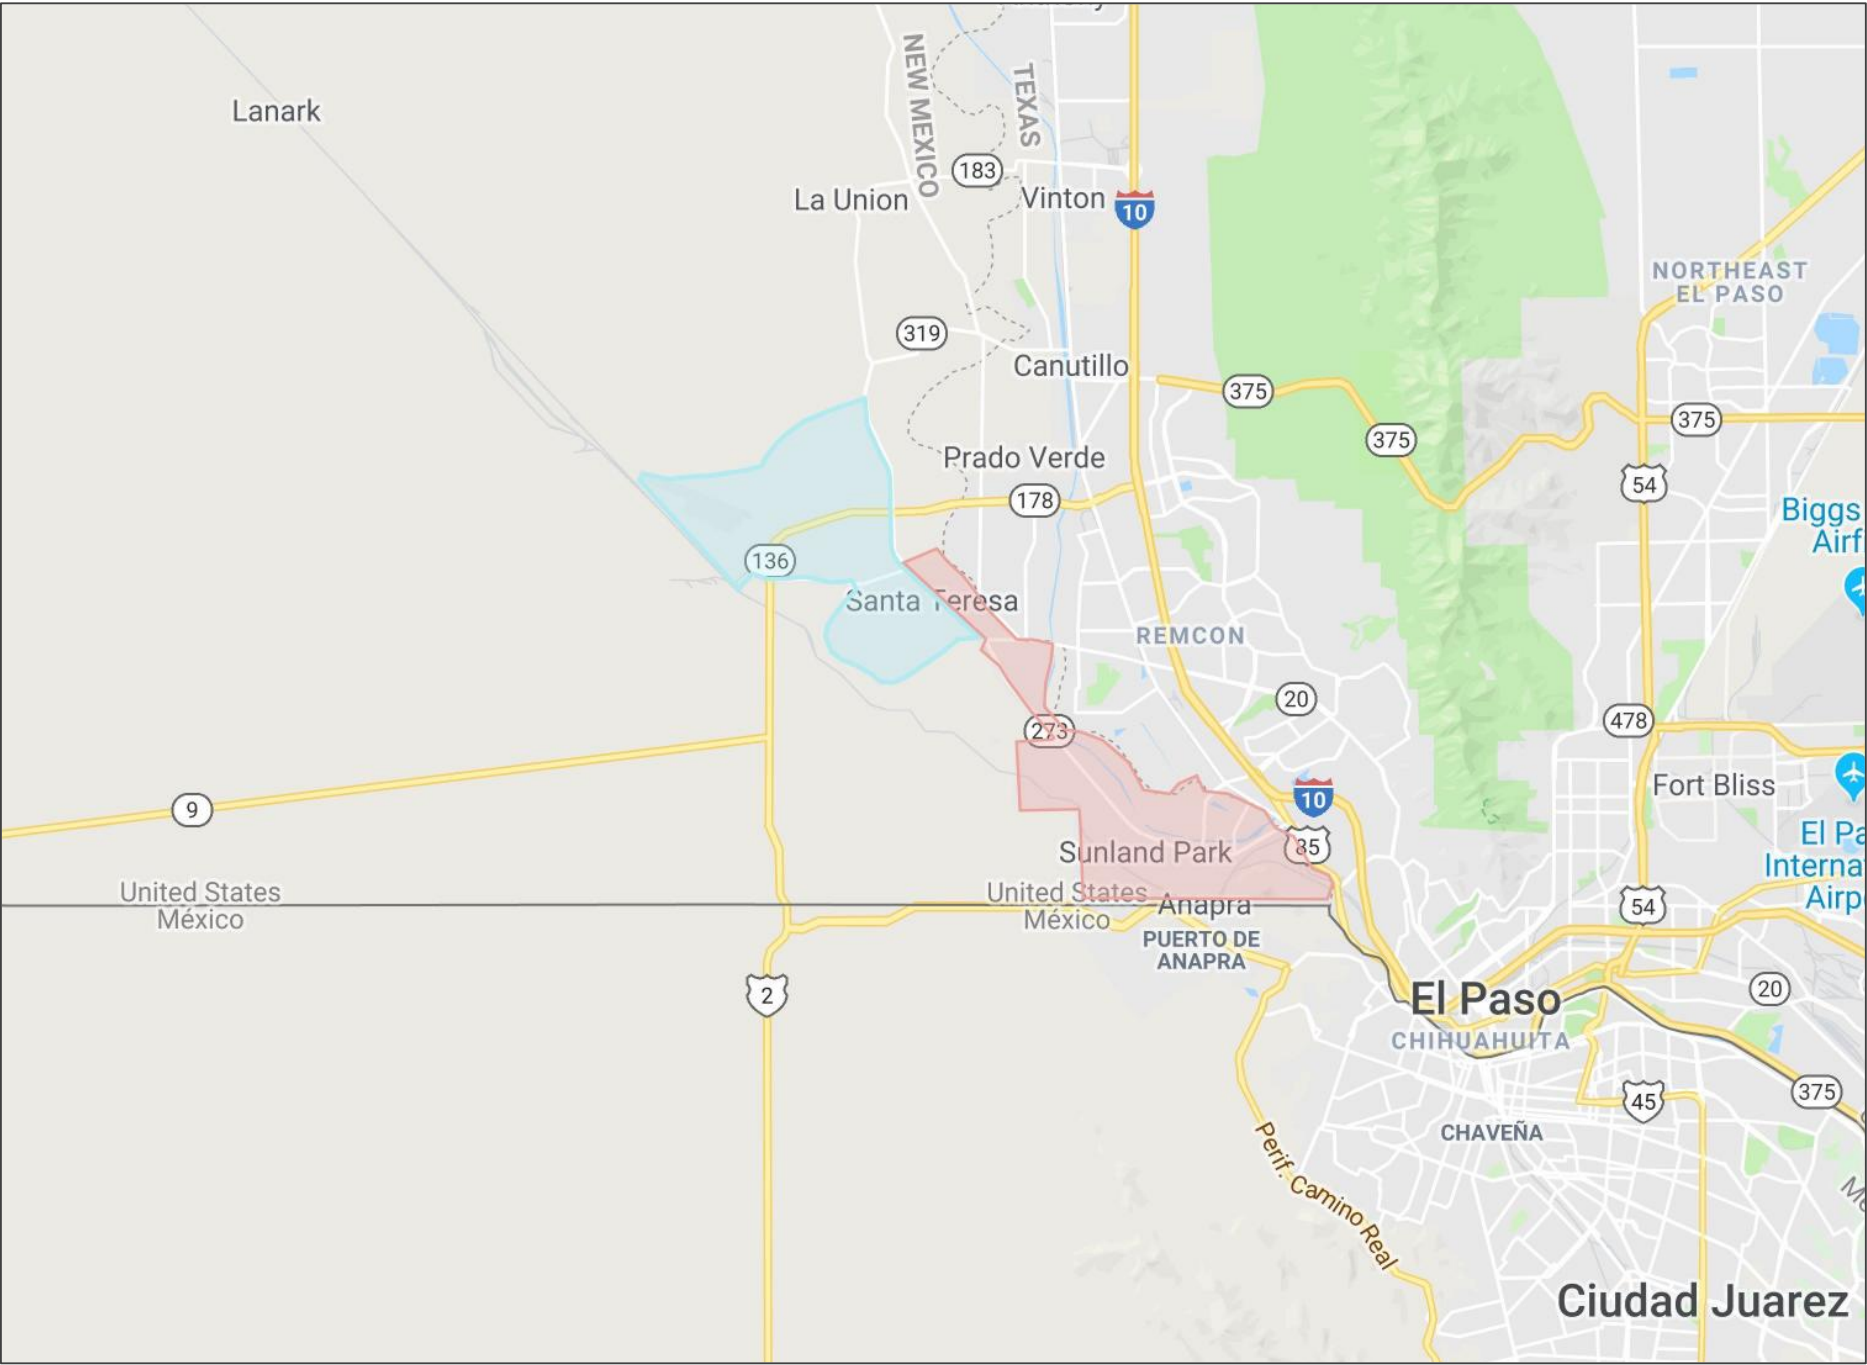 Lanark
NEW MEXICO
TEXAS
183
La Union
Vinton
10
NORTHEAST
EL PASO
319
Canutillo
375
375
375
Prado Verde
178
54
Biggs
Airf
136
Santa Teresa
REMCON
20
273
478
Fort Bliss
10
9
85
El Pa
Interna
Airp
Sunland Park
United States
México
United States
México
Anapra
54
PUERTO DE
ANAPRA
2
El Paso
20
CHIHUAHUITA
375
45
CHAVEÑA
Perif. Camino Real
Ciudad Juarez